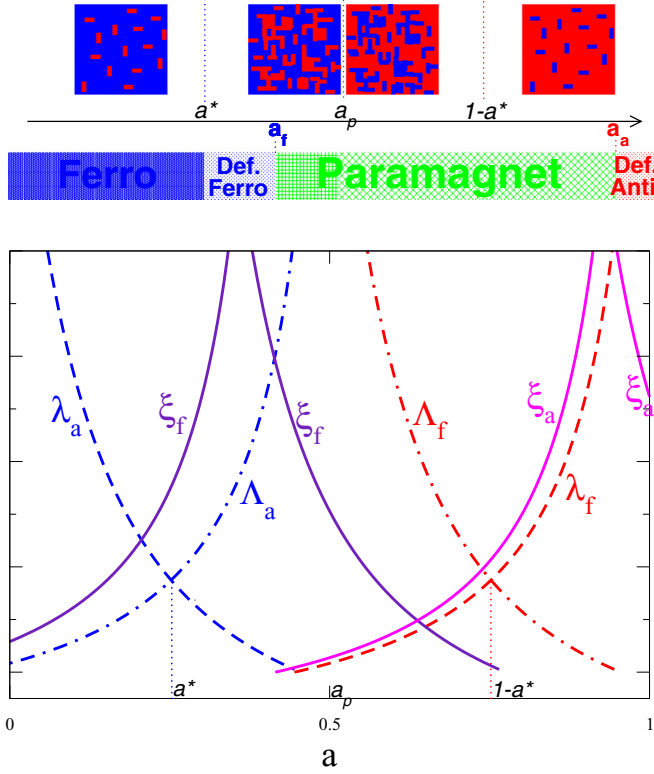 a* a_p 1-a*
a_f a_a
Ferro Def. Ferro Paramagnet Def. Anti
λ_a ξ_f ξ_f Λ_f ξ_a ξ_a
Λ_a λ_f
a* a_p 1-a*
0 0.5 1
a